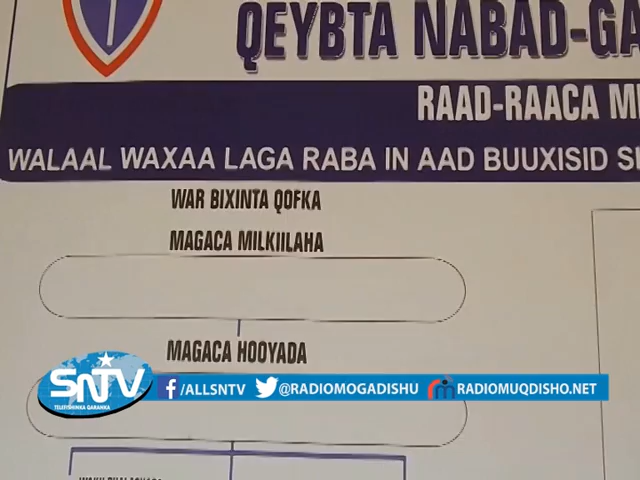 QEYBTA NABAD-GA
RAAD-RAACA
WALAAL WAXAA LAGA RABA IN AAD BUUXISID
WAR BIXINTA QOFKA
MAGACA MILKIILAHA
MAGACA HOOYADA
SNTV
TELEFISHINKA QARANKA
/ALLSNTV @RADIOMOGADISHU RADIOMUQDISHO.NET